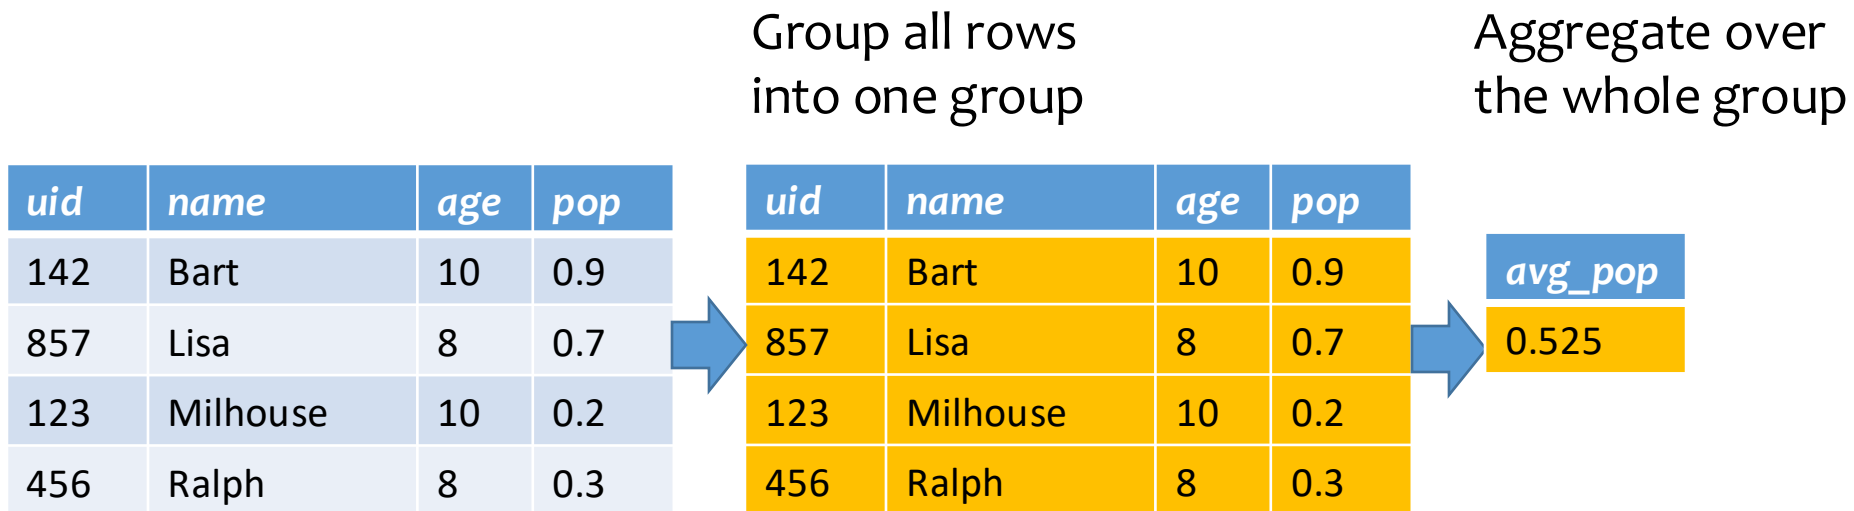 Group all rows
into one group
Aggregate over
the whole group
uid name age pop
142 Bart 10 0.9
857 Lisa 8 0.7
123 Milhouse 10 0.2
456 Ralph 8 0.3
uid name age pop
142 Bart 10 0.9
857 Lisa 8 0.7
123 Milhouse 10 0.2
456 Ralph 8 0.3
avg_pop
0.525